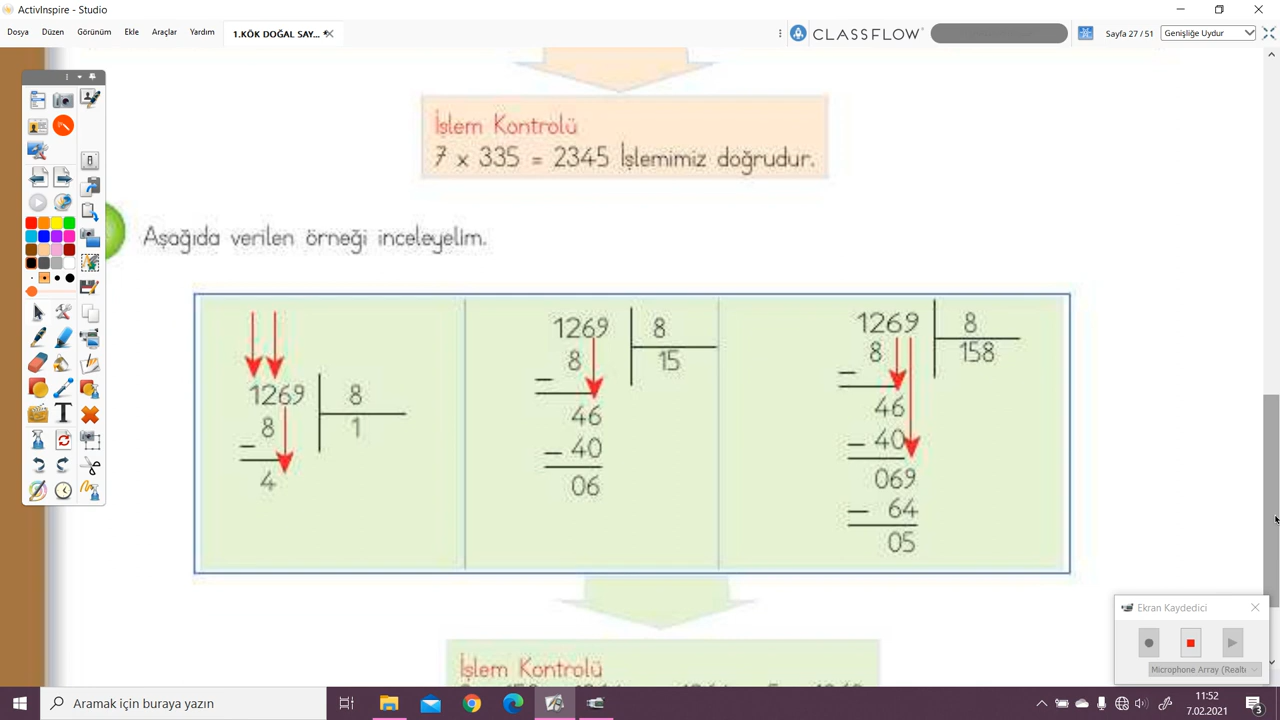 ActivInspire - Studio
Dosya Düzen Görünüm Ekle Araçlar Yardım
1.KÖK DOĞAL SAY...
CLASSFLOW
Sayfa 27 / 51
Genişliğe Uydur
İşlem Kontrolü
7 x 335 = 2345 İşlemimiz doğrudur.
Aşağıda verilen örneği inceleyelim.
1269 8
8 1
–
4
1269 8
8 15
–
46
– 40
06
1269 8
8 158
–
46
– 40
069
– 64
05
İşlem Kontrolü
Ekran Kaydedici
Microphone Array (Realt
Aramak için buraya yazın
11:52
7.02.2021
3